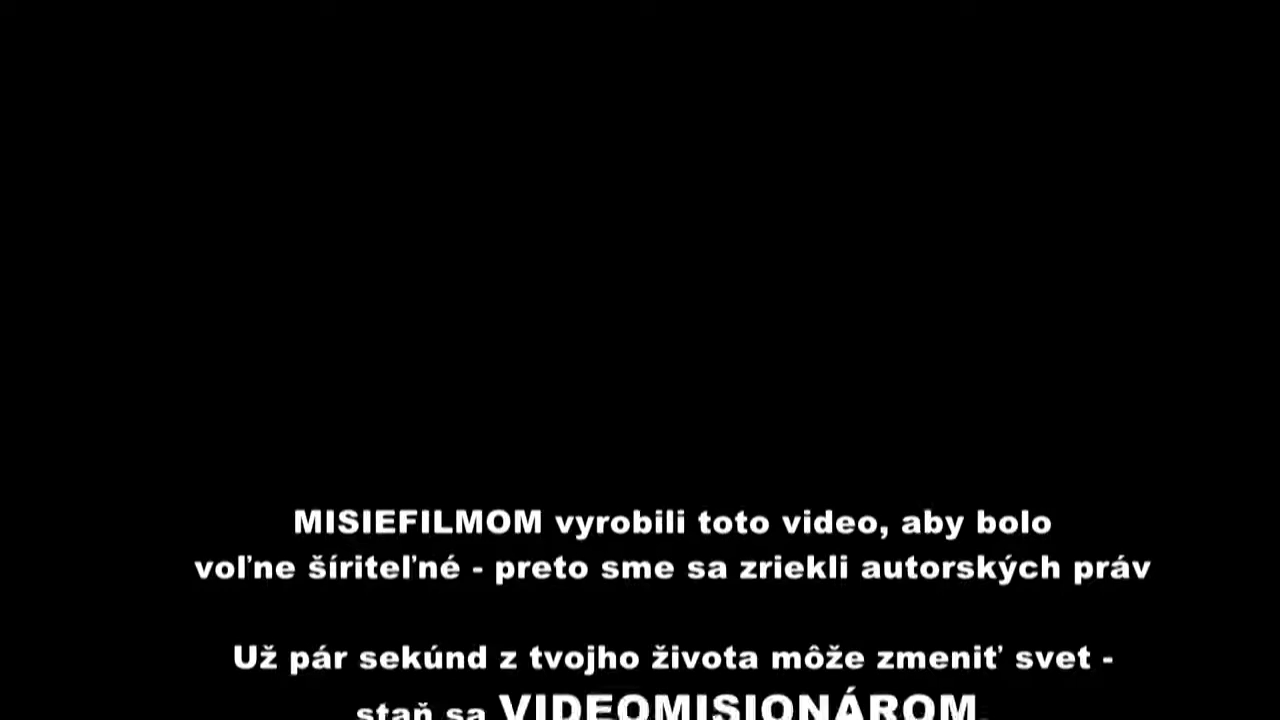 MISIEFILMOM vyrobili toto video, aby bolo
voľne šíriteľné - preto sme sa zriekli autorských práv
Už pár sekúnd z tvojho života môže zmeniť svet -
staň sa VIDEOMISIONÁROM.